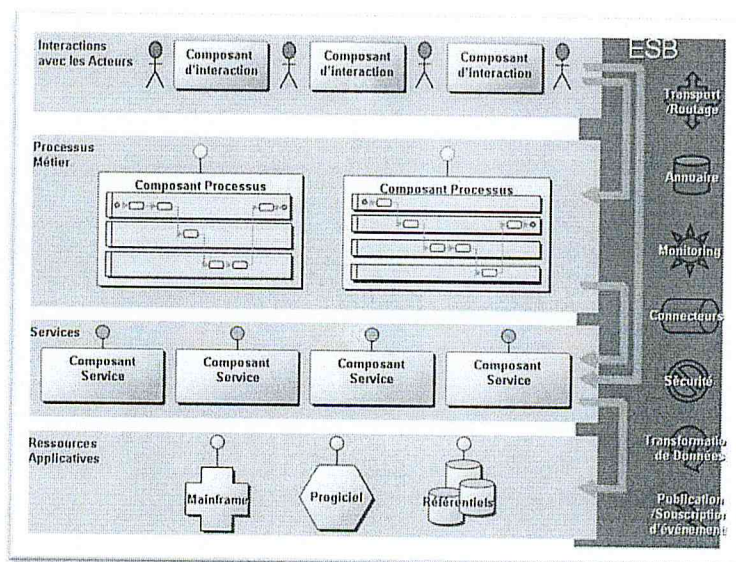 Interactions
avec les Acteurs
Composant
d'interaction
Composant
d'interaction
Composant
d'interaction
ESB
Transport
/Routage
Processus
Métier
Composant Processus
Composant Processus
Annuaire
Monitoring
Connecteurs
Services
Composant
Service
Composant
Service
Composant
Service
Composant
Service
Sécurité
Ressources
Applicatives
Mainframe
Progiciel
Référentiels
Transformatio
de Données
Publication
/Souscription
d'événement